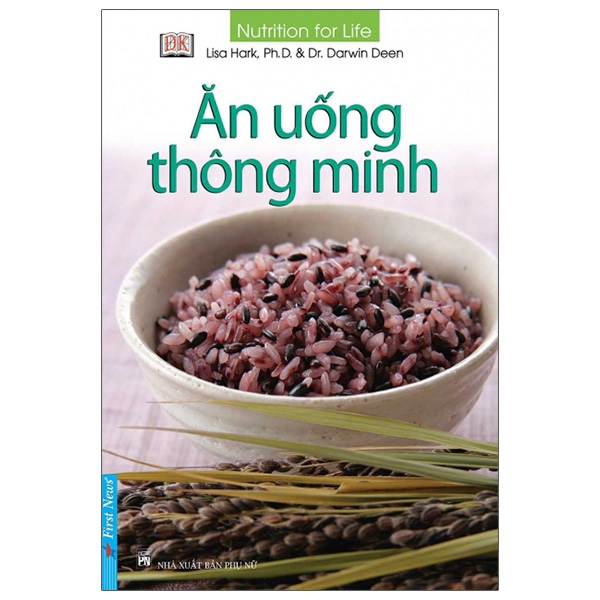 Nutrition for Life
DK
Lisa Hark, Ph.D. & Dr. Darwin Deen
Ăn uống
thông minh
First News
PN
NHÀ XUẤT BẢN PHỤ NỮ